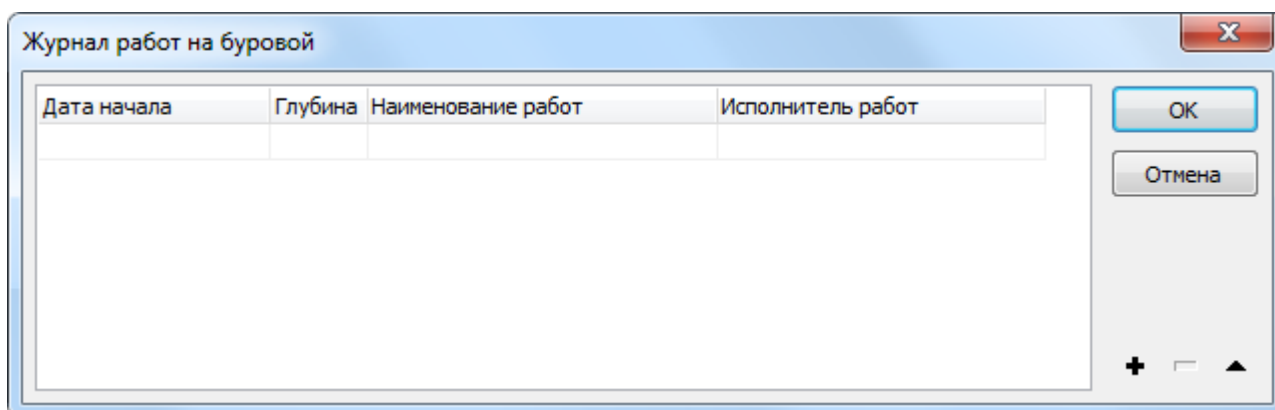 Журнал работ на буровой
Дата начала Глубина Наименование работ Исполнитель работ
OK
Отмена